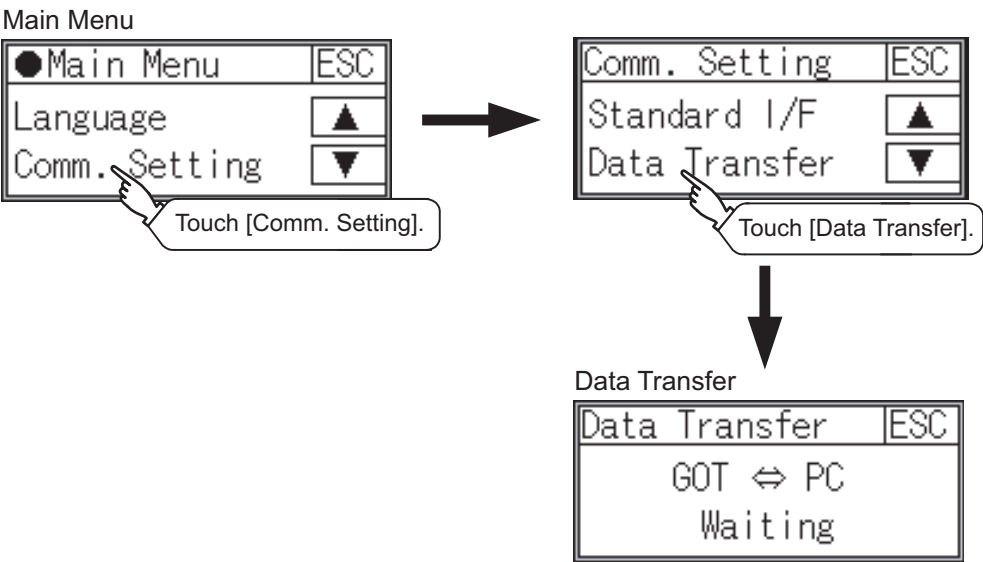 Main Menu
●Main Menu ESC
Language ▲
Comm. Setting ▼
Touch [Comm. Setting].
Comm. Setting ESC
Standard I/F ▲
Data Transfer ▼
Touch [Data Transfer].
Data Transfer
Data Transfer ESC
GOT ⇔ PC
Waiting